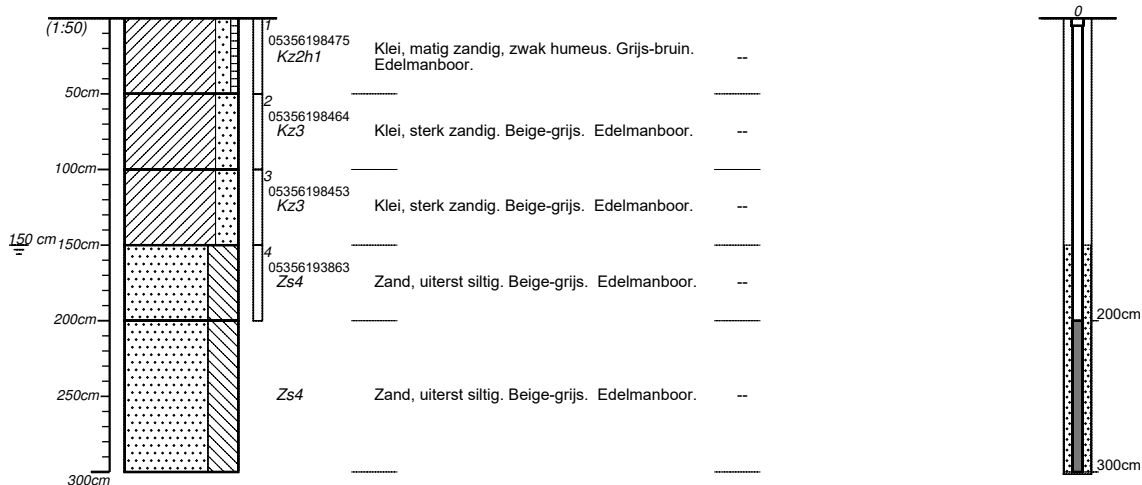 (1:50)
1
0
05356198475
Kz2h1
Klei, matig zandig, zwak humeus. Grijs-bruin.
Edelmanboor.
--
50cm
2
05356198464
Kz3
Klei, sterk zandig. Beige-grijs. Edelmanboor.
--
100cm
3
05356198453
Kz3
Klei, sterk zandig. Beige-grijs. Edelmanboor.
--
150 cm
150cm
4
05356193863
Zs4
Zand, uiterst siltig. Beige-grijs. Edelmanboor.
--
200cm
200cm
250cm
Zs4
Zand, uiterst siltig. Beige-grijs. Edelmanboor.
--
300cm
300cm